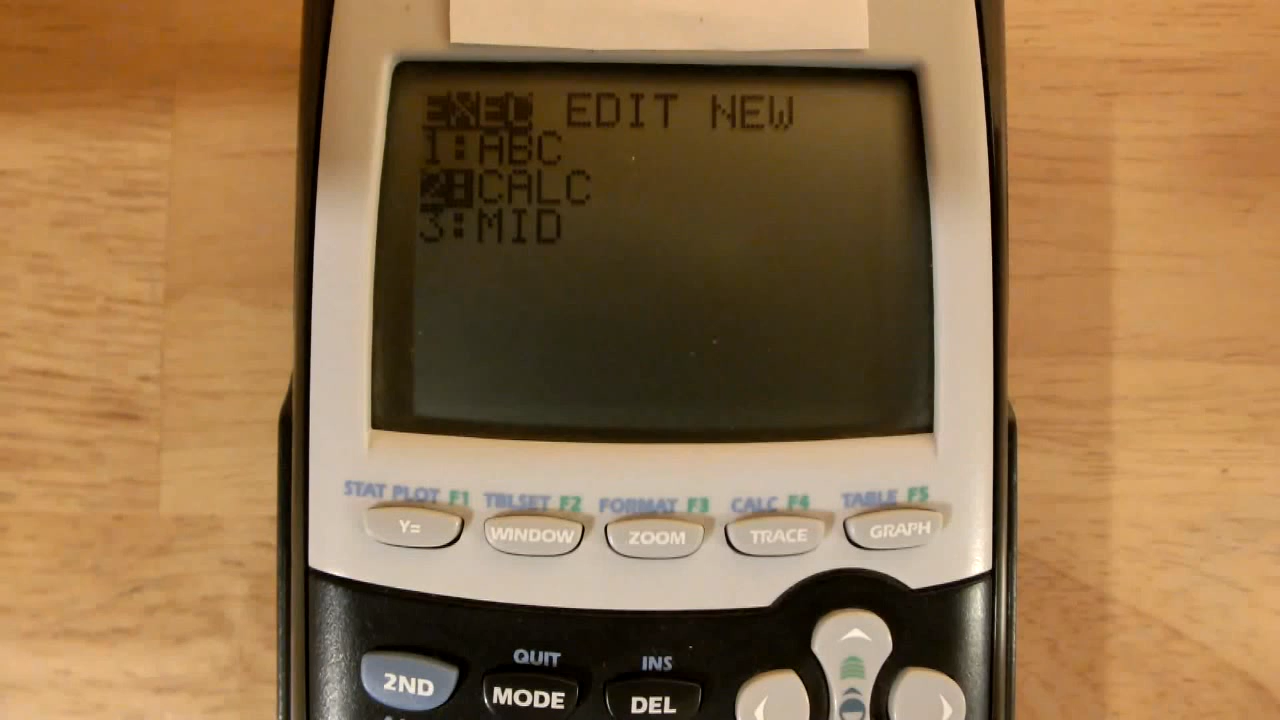 EXEC EDIT NEW
1:ABC
2:CALC
3:MID
STAT PLOT F1 TBLSET F2 FORMAT F3 CALC F4 TABLE F5
Y= WINDOW ZOOM TRACE GRAPH
QUIT INS
2ND MODE DEL